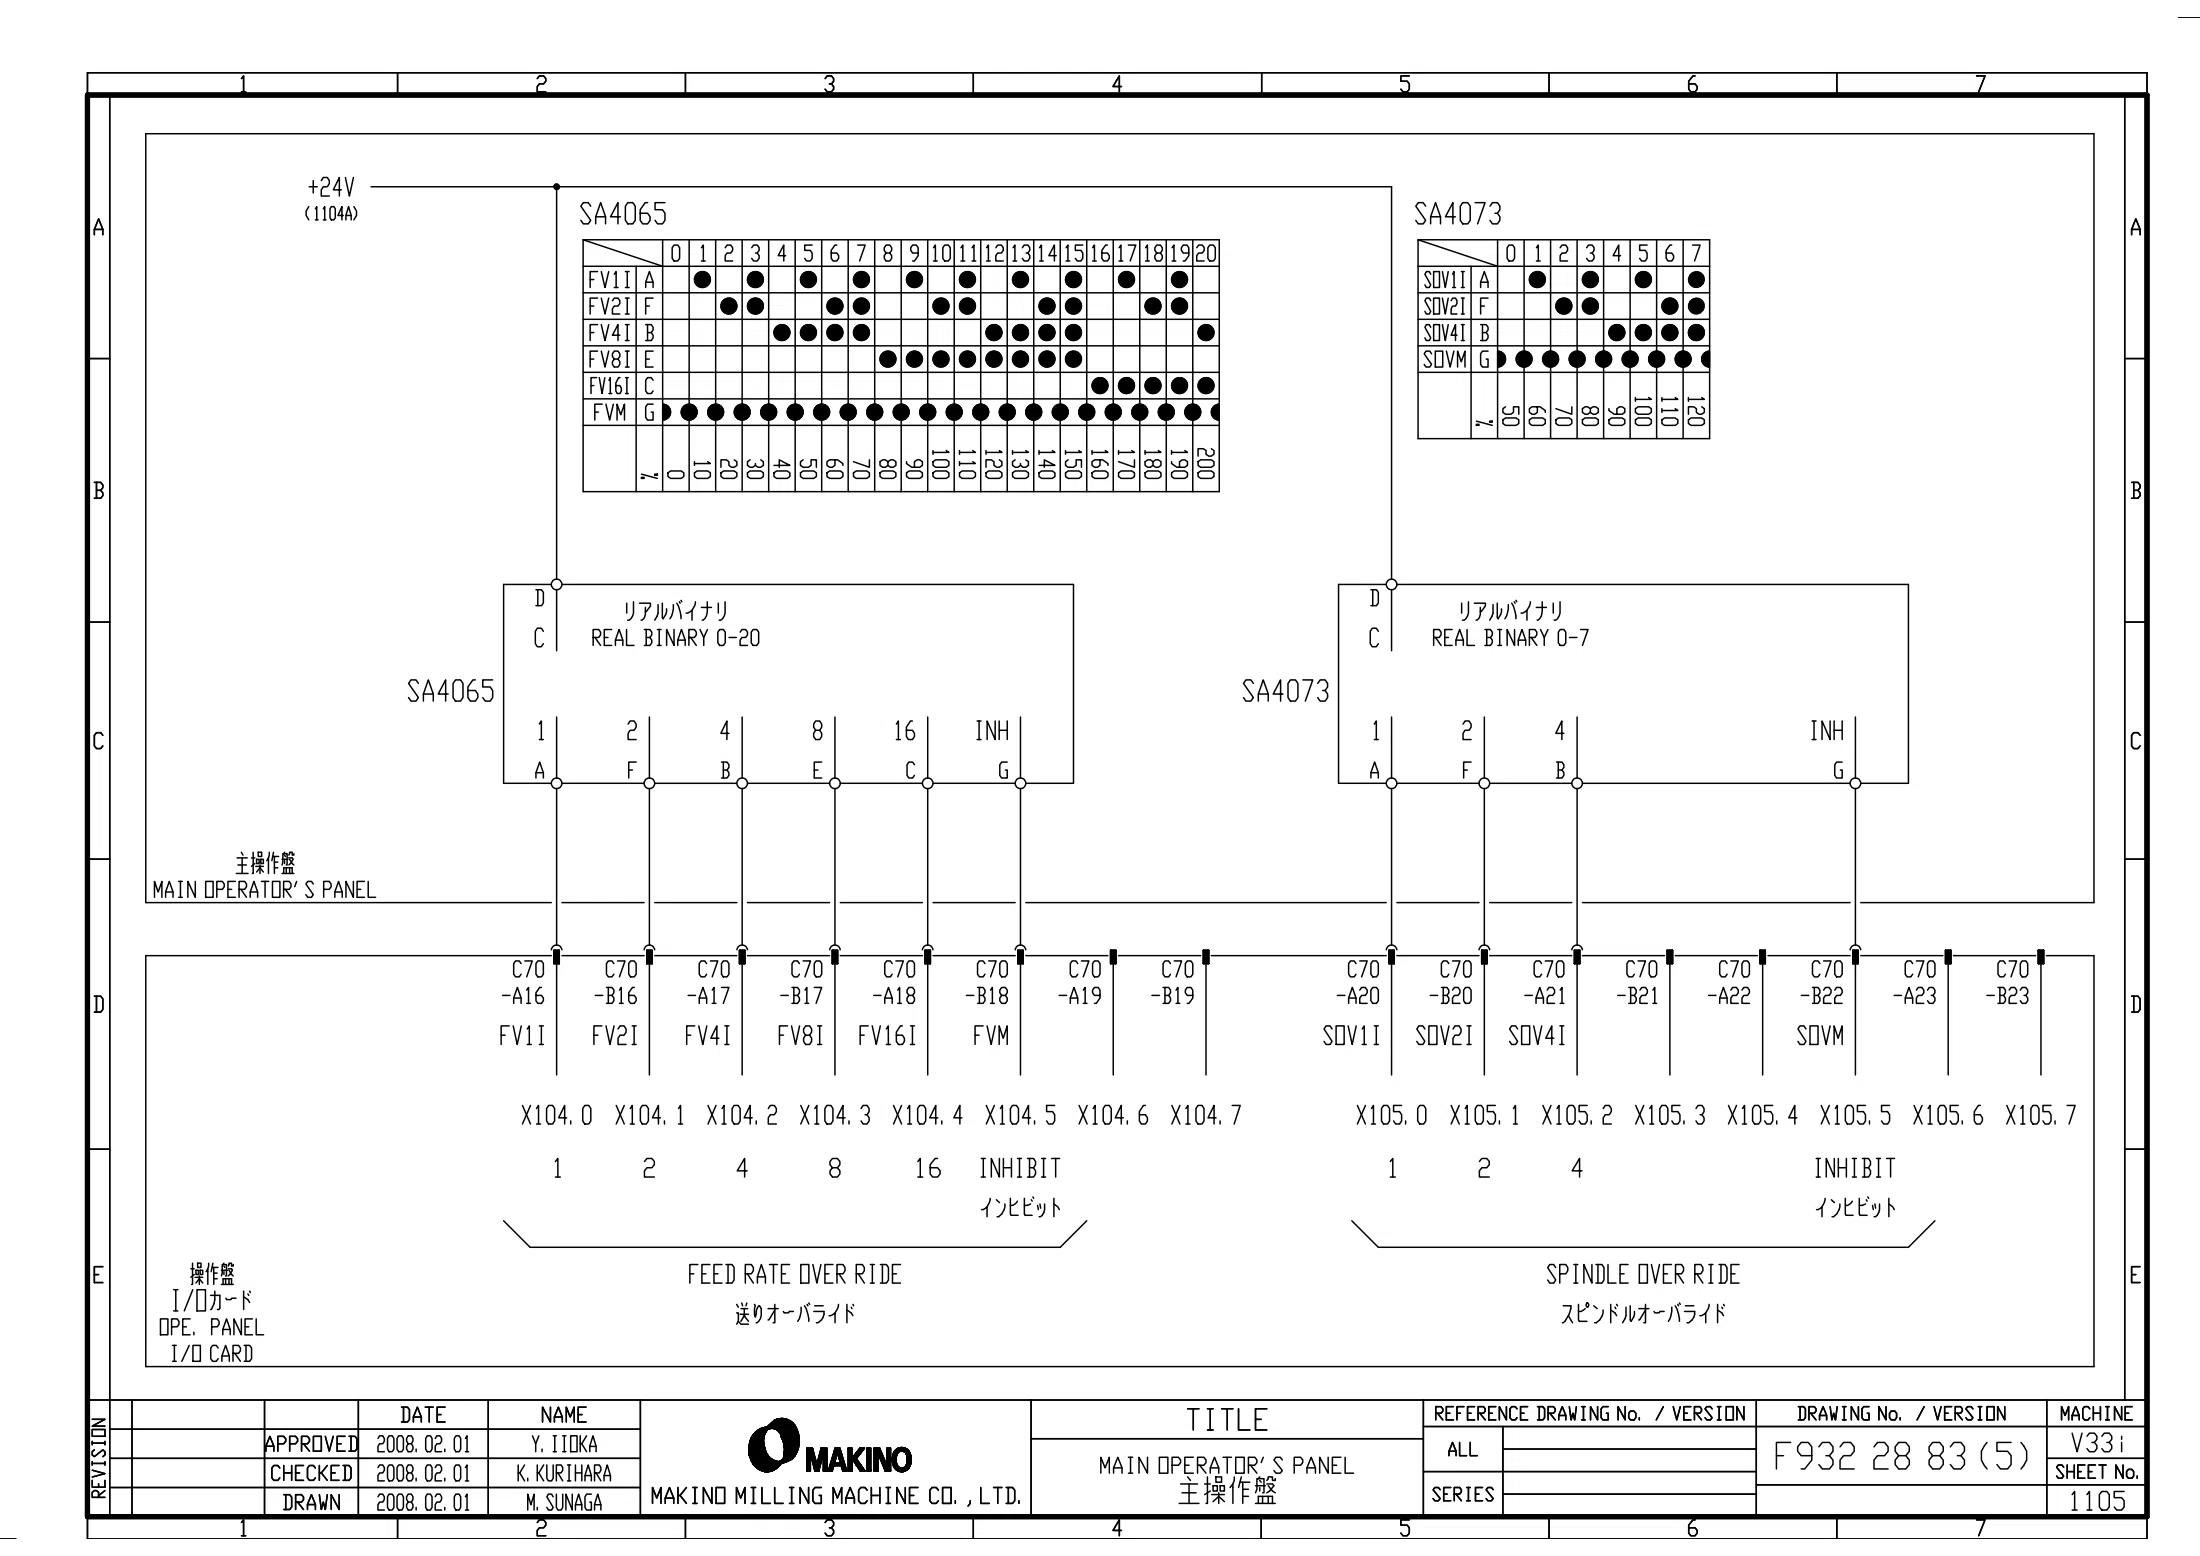 1 2 3 4 5 6 7
A A
B B
C C
D D
E E
+24V
(1104A)
SA4065
0 1 2 3 4 5 6 7 8 9 10 11 12 13 14 15 16 17 18 19 20
FV1I A
FV2I F
FV4I B
FV8I E
FV16I C
FVM G
% 0 10 20 30 40 50 60 70 80 90 100 110 120 130 140 150 160 170 180 190 200
SA4073
0 1 2 3 4 5 6 7
SOV1I A
SOV2I F
SOV4I B
SOVM G
% 50 60 70 80 90 100 110 120
D リアルバイナリ
C REAL BINARY 0-20
SA4065
1 2 4 8 16 INH
A F B E C G
D リアルバイナリ
C REAL BINARY 0-7
SA4073
1 2 4 INH
A F B G
主操作盤
MAIN OPERATOR'S PANEL
C70 C70 C70 C70 C70 C70 C70 C70 C70 C70 C70 C70 C70 C70 C70 C70
-A16 -B16 -A17 -B17 -A18 -B18 -A19 -B19 -A20 -B20 -A21 -B21 -A22 -B22 -A23 -B23
FV1I FV2I FV4I FV8I FV16I FVM SOV1I SOV2I SOV4I SOVM
X104.0 X104.1 X104.2 X104.3 X104.4 X104.5 X104.6 X104.7 X105.0 X105.1 X105.2 X105.3 X105.4 X105.5 X105.6 X105.7
1 2 4 8 16 INHIBIT 1 2 4 INHIBIT
インヒビット インヒビット
FEED RATE OVER RIDE
送りオーバライド
SPINDLE OVER RIDE
スピンドルオーバライド
操作盤
I/Oカード
OPE. PANEL
I/O CARD
REVISION
DATE NAME
APPROVED 2008.02.01 Y. IIOKA
CHECKED 2008.02.01 K. KURIHARA
DRAWN 2008.02.01 M. SUNAGA
MAKINO
MAKINO MILLING MACHINE CO.,LTD.
TITLE
MAIN OPERATOR'S PANEL
主操作盤
REFERENCE DRAWING No. / VERSION
ALL
SERIES
DRAWING No. / VERSION
F932 28 83(5)
MACHINE
V33i
SHEET No.
1105
1 2 3 4 5 6 7